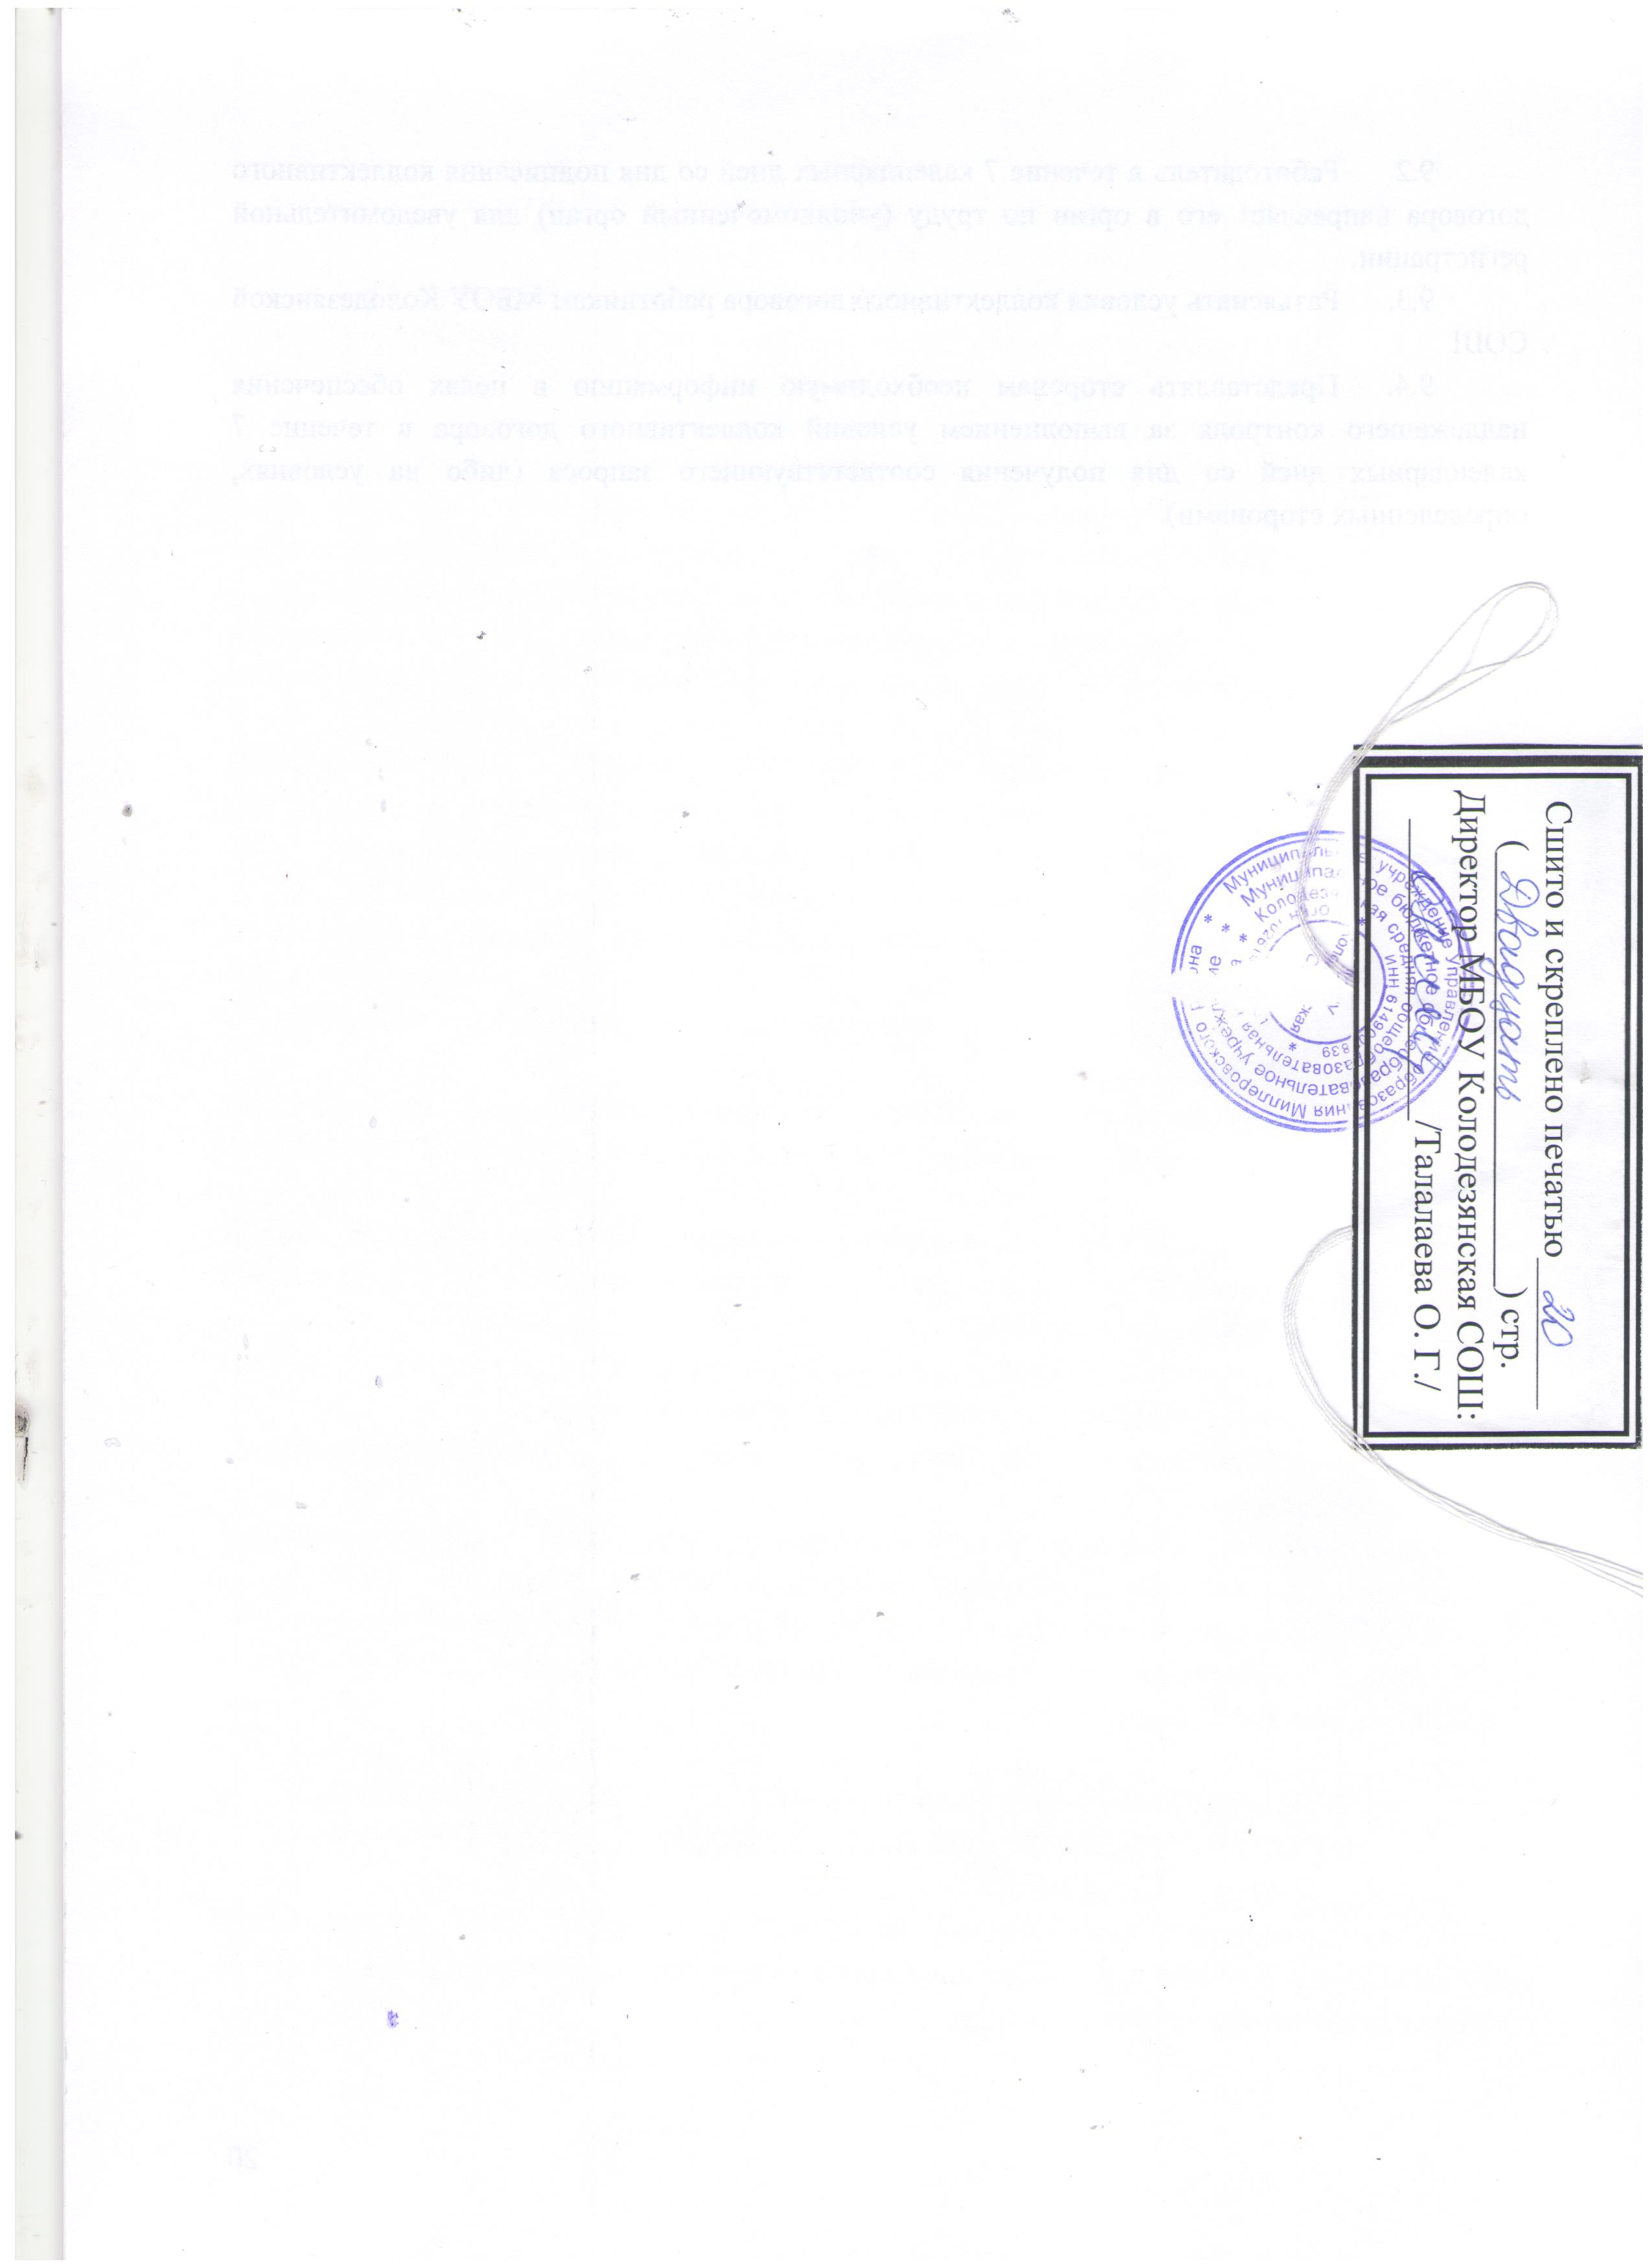 Сшито и скреплено печатью 20
( Двадцать ) стр.
Директор МБОУ Колодезянская СОШ:
/Талалаева О. Г./
9.2. Работодатель в течение 7 календарных дней со дня подписания коллективного
договора направляет его в орган по труду (уполномоченный орган) для уведомительной
регистрации.
9.3. Разъяснять условия коллективного договора работникам МБОУ Колодезянской
СОШ
9.4. Представлять сторонам необходимую информацию в целях обеспечения
надлежащего контроля за выполнением условий коллективного договора в течение 7
календарных дней со дня получения соответствующего запроса (либо на условиях,
определенных сторонами)
20